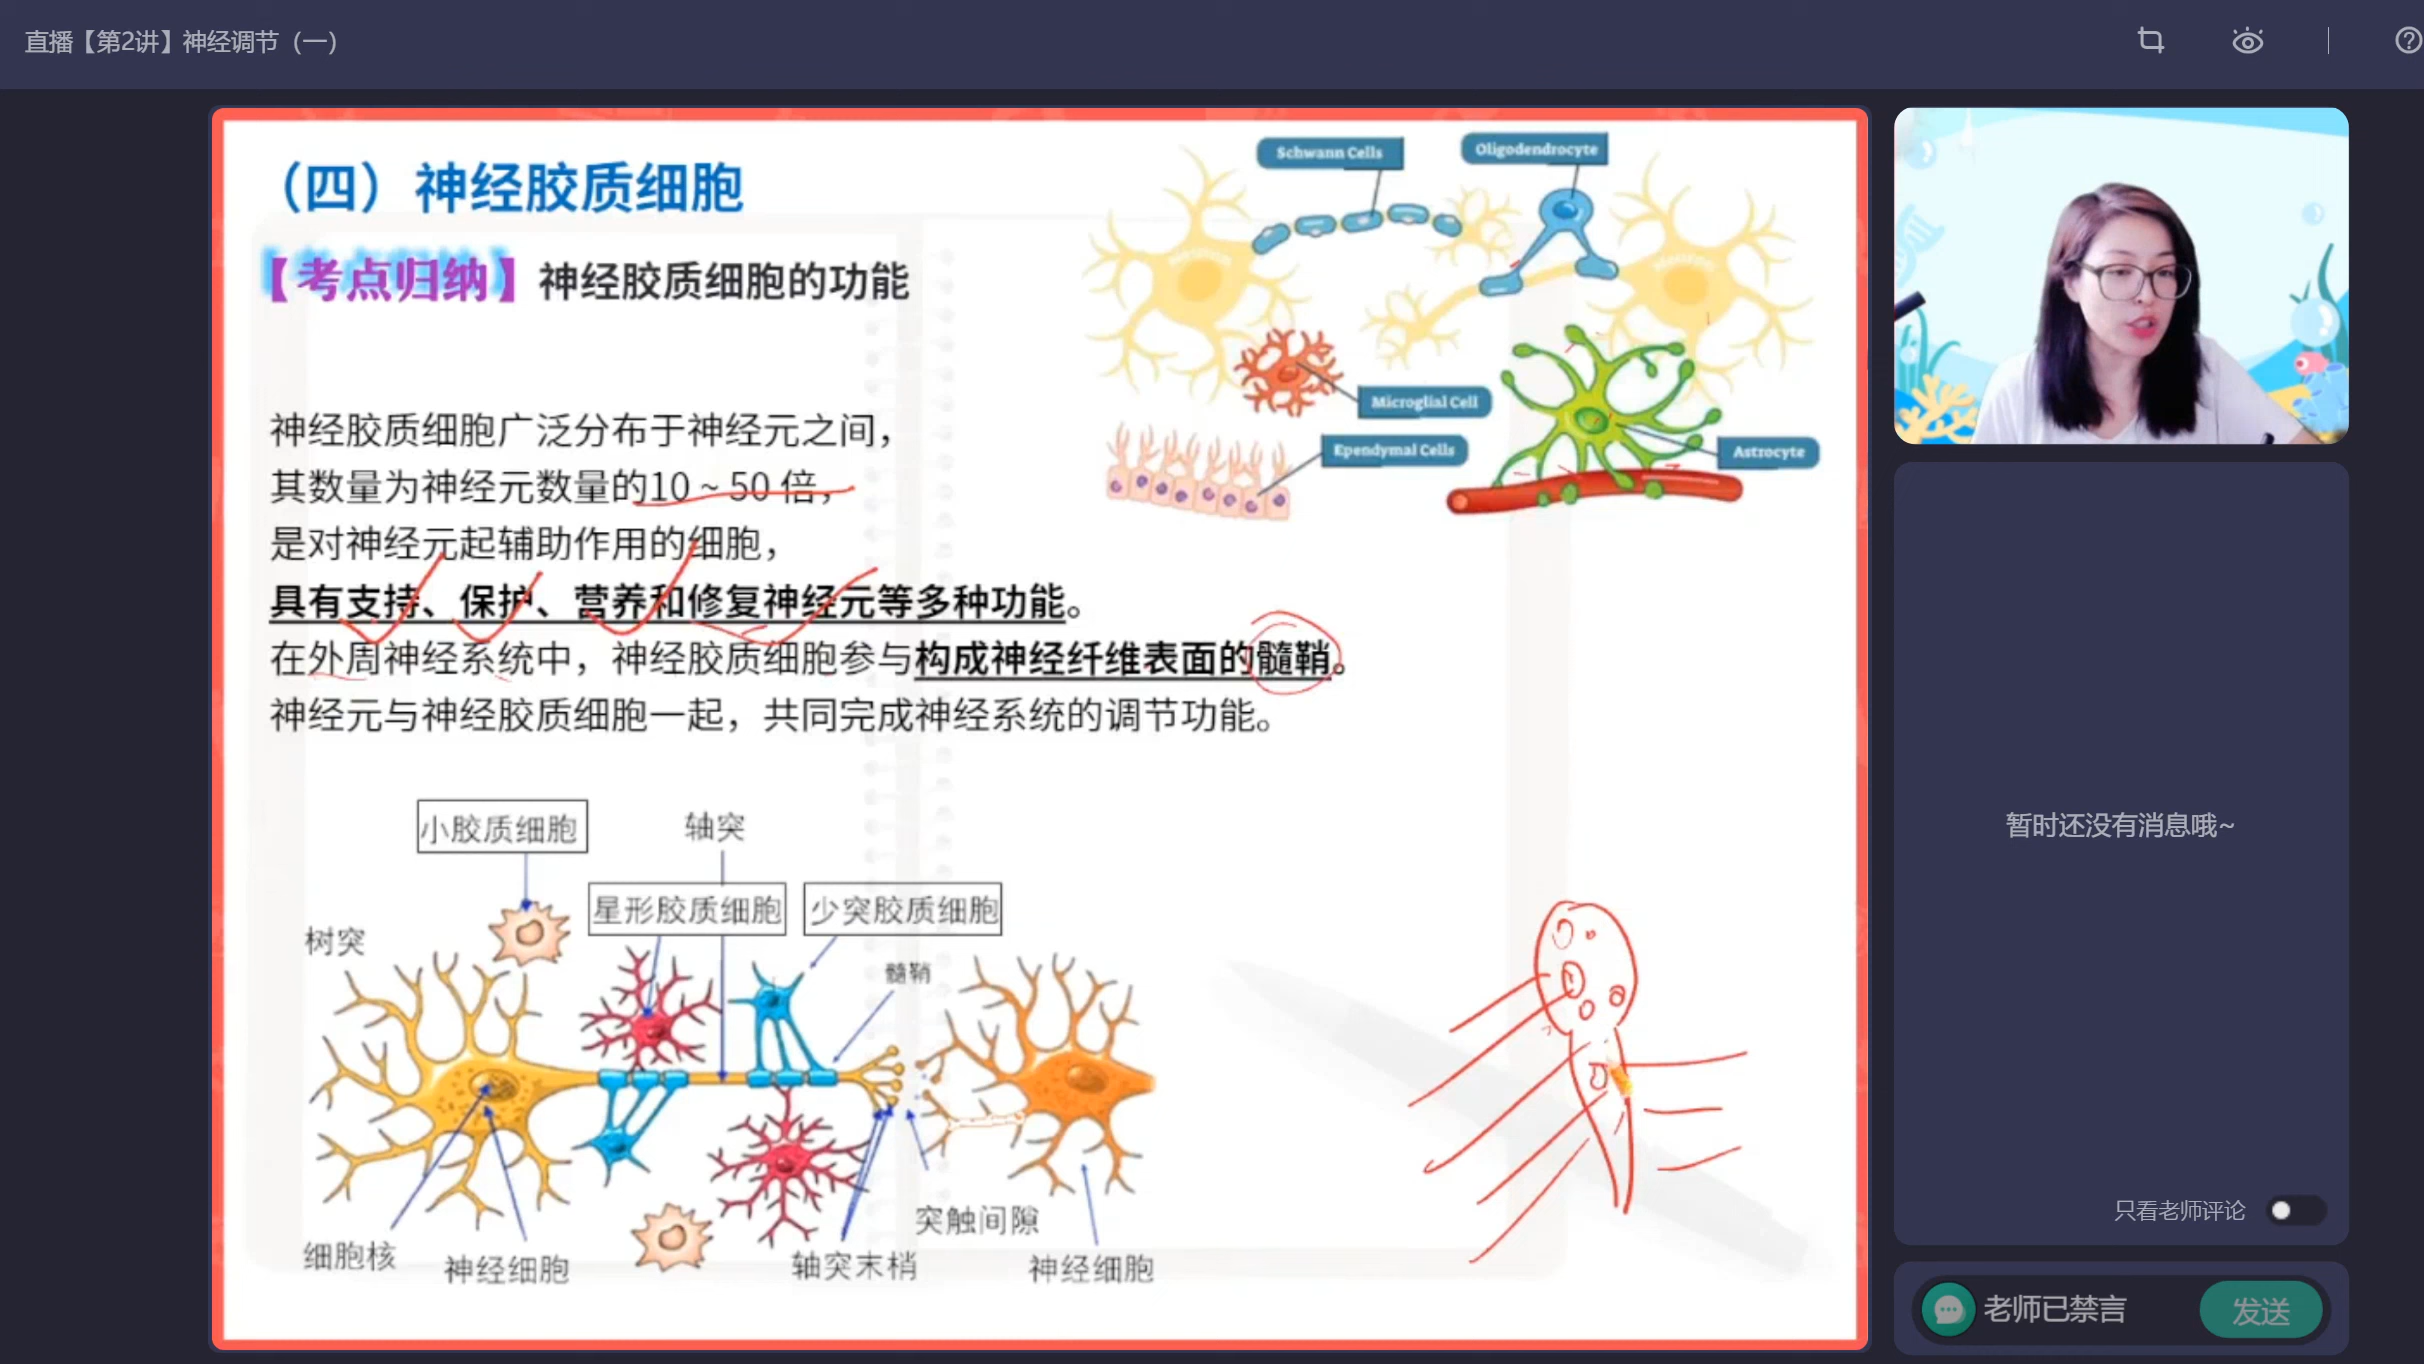 直播【第2讲】神经调节（一）
（四）神经胶质细胞
【考点归纳】神经胶质细胞的功能
神经胶质细胞广泛分布于神经元之间，
其数量为神经元数量的10 ~ 50 倍，
是对神经元起辅助作用的细胞，
具有支持、保护、营养和修复神经元等多种功能。
在外周神经系统中，神经胶质细胞参与构成神经纤维表面的髓鞘。
神经元与神经胶质细胞一起，共同完成神经系统的调节功能。
Schwann Cells
Oligodendrocyte
Microglial Cell
Ependymal Cells
Astrocyte
小胶质细胞
轴突
星形胶质细胞
少突胶质细胞
树突
髓鞘
突触间隙
细胞核
神经细胞
轴突末梢
神经细胞
暂时还没有消息哦~
只看老师评论
老师已禁言
发送